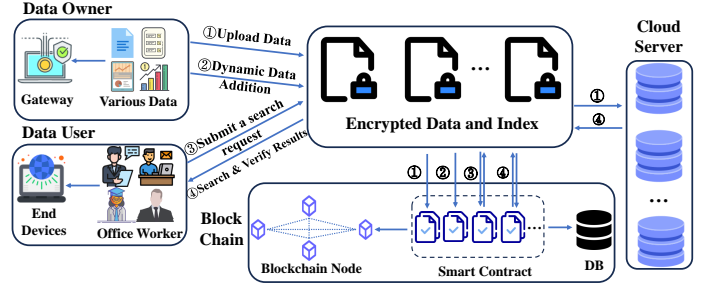 Data Owner
①Upload Data
②Dynamic Data
Addition
Gateway
Various Data
Data User
③Submit a search
request
④Search & Verify Results
End
Devices
Office Worker
...
Encrypted Data and Index
Cloud
Server
①
④
...
①
②
③
④
Block
Chain
Blockchain Node
Smart Contract
DB